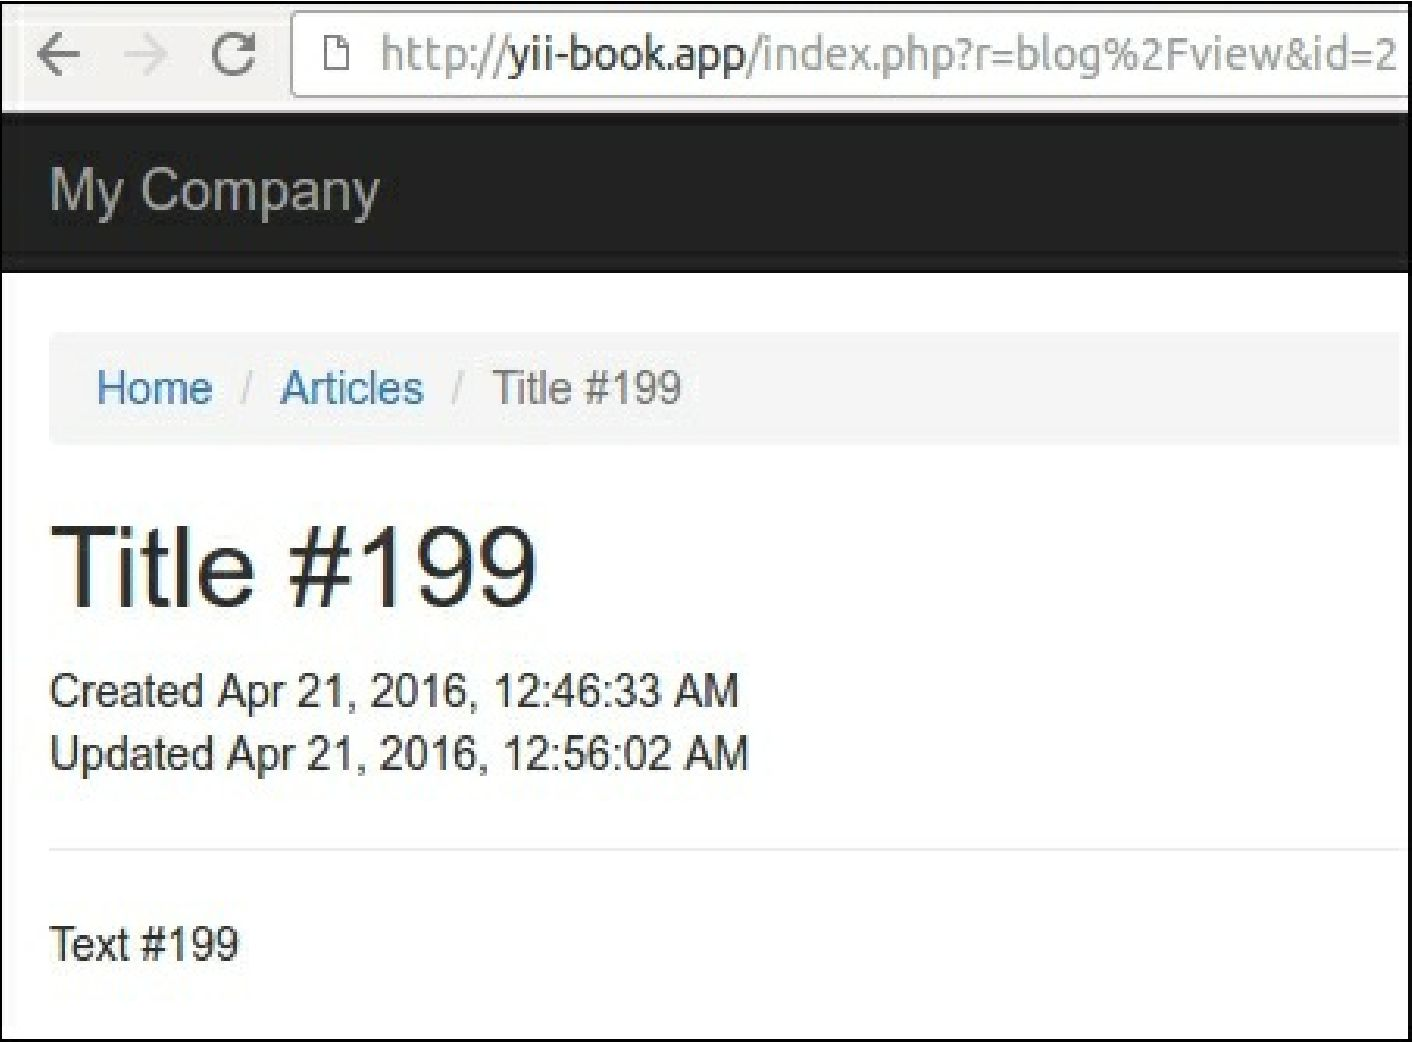 http://yii-book.app/index.php?r=blog%2Fview&id=2
My Company
Home / Articles / Title #199
Title #199
Created Apr 21, 2016, 12:46:33 AM
Updated Apr 21, 2016, 12:56:02 AM
Text #199